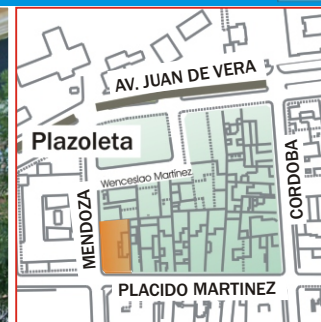 AV. JUAN DE VERA
Plazoleta
Wenceslao Martinez
MENDOZA
CORDOBA
PLACIDO MARTINEZ